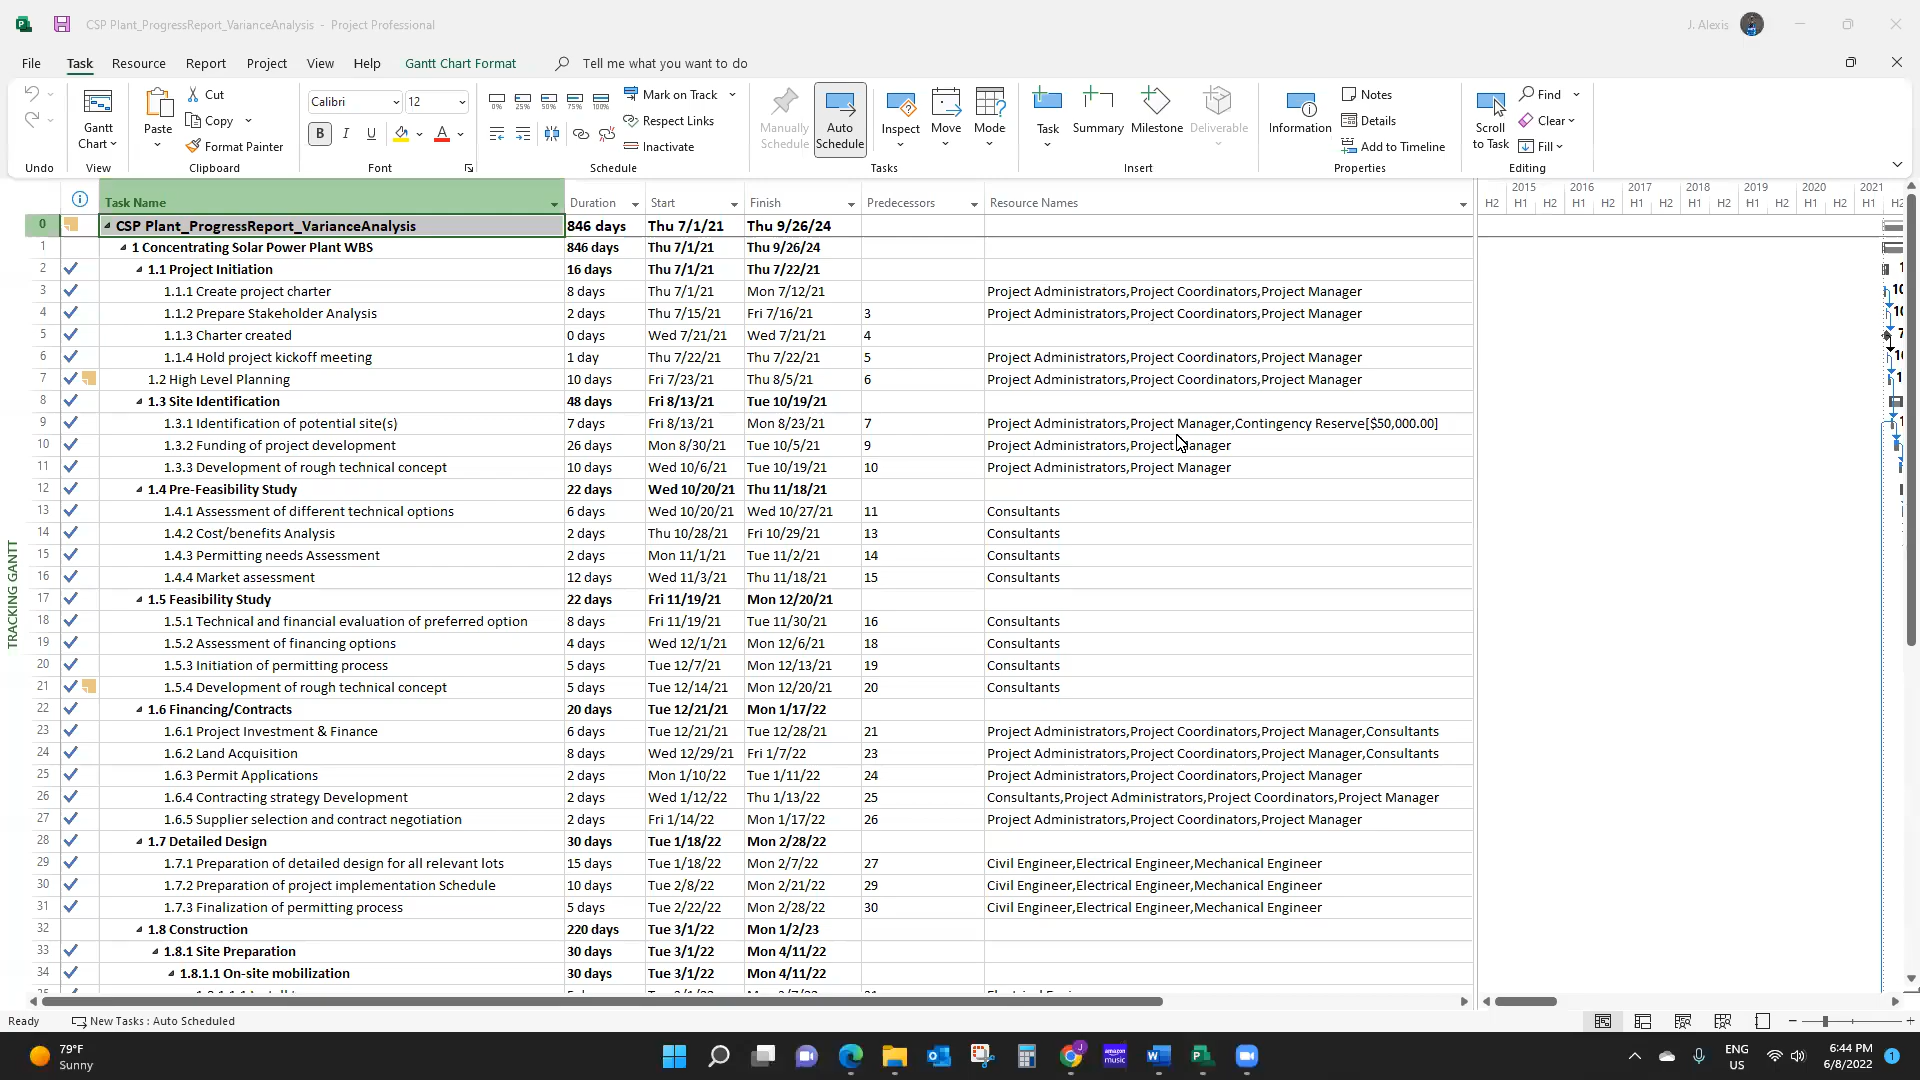 CSP Plant_ProgressReport_VarianceAnalysis - Project Professional
J. Alexis
File Task Resource Report Project View Help Gantt Chart Format Tell me what you want to do
Undo
Gantt Chart
View
Paste
Cut
Copy
Format Painter
Clipboard
Calibri 12
B I U A
Font
0% 25% 50% 75% 100%
Mark on Track
Respect Links
Inactivate
Schedule
Manually Schedule
Auto Schedule
Inspect
Move
Mode
Tasks
Task
Summary
Milestone
Deliverable
Insert
Information
Notes
Details
Add to Timeline
Properties
Scroll to Task
Find
Clear
Fill
Editing
Task Name Duration Start Finish Predecessors Resource Names
2015 2016 2017 2018 2019 2020 2021
H2 H1 H2 H1 H2 H1 H2 H1 H2 H1 H2 H1 H2 H1 H2
0 CSP Plant_ProgressReport_VarianceAnalysis 846 days Thu 7/1/21 Thu 9/26/24
1 1 Concentrating Solar Power Plant WBS 846 days Thu 7/1/21 Thu 9/26/24
2 1.1 Project Initiation 16 days Thu 7/1/21 Thu 7/22/21
3 1.1.1 Create project charter 8 days Thu 7/1/21 Mon 7/12/21 Project Administrators,Project Coordinators,Project Manager
4 1.1.2 Prepare Stakeholder Analysis 2 days Thu 7/15/21 Fri 7/16/21 3 Project Administrators,Project Coordinators,Project Manager
5 1.1.3 Charter created 0 days Wed 7/21/21 Wed 7/21/21 4
6 1.1.4 Hold project kickoff meeting 1 day Thu 7/22/21 Thu 7/22/21 5 Project Administrators,Project Coordinators,Project Manager
7 1.2 High Level Planning 10 days Fri 7/23/21 Thu 8/5/21 6 Project Administrators,Project Coordinators,Project Manager
8 1.3 Site Identification 48 days Fri 8/13/21 Tue 10/19/21
9 1.3.1 Identification of potential site(s) 7 days Fri 8/13/21 Mon 8/23/21 7 Project Administrators,Project Manager,Contingency Reserve[$50,000.00]
10 1.3.2 Funding of project development 26 days Mon 8/30/21 Tue 10/5/21 9 Project Administrators,Project Manager
11 1.3.3 Development of rough technical concept 10 days Wed 10/6/21 Tue 10/19/21 10 Project Administrators,Project Manager
12 1.4 Pre-Feasibility Study 22 days Wed 10/20/21 Thu 11/18/21
13 1.4.1 Assessment of different technical options 6 days Wed 10/20/21 Wed 10/27/21 11 Consultants
14 1.4.2 Cost/benefits Analysis 2 days Thu 10/28/21 Fri 10/29/21 13 Consultants
15 1.4.3 Permitting needs Assessment 2 days Mon 11/1/21 Tue 11/2/21 14 Consultants
16 1.4.4 Market assessment 12 days Wed 11/3/21 Thu 11/18/21 15 Consultants
17 1.5 Feasibility Study 22 days Fri 11/19/21 Mon 12/20/21
18 1.5.1 Technical and financial evaluation of preferred option 8 days Fri 11/19/21 Tue 11/30/21 16 Consultants
19 1.5.2 Assessment of financing options 4 days Wed 12/1/21 Mon 12/6/21 18 Consultants
20 1.5.3 Initiation of permitting process 5 days Tue 12/7/21 Mon 12/13/21 19 Consultants
21 1.5.4 Development of rough technical concept 5 days Tue 12/14/21 Mon 12/20/21 20 Consultants
22 1.6 Financing/Contracts 20 days Tue 12/21/21 Mon 1/17/22
23 1.6.1 Project Investment & Finance 6 days Tue 12/21/21 Tue 12/28/21 21 Project Administrators,Project Coordinators,Project Manager,Consultants
24 1.6.2 Land Acquisition 8 days Wed 12/29/21 Fri 1/7/22 23 Project Administrators,Project Coordinators,Project Manager,Consultants
25 1.6.3 Permit Applications 2 days Mon 1/10/22 Tue 1/11/22 24 Project Administrators,Project Coordinators,Project Manager
26 1.6.4 Contracting strategy Development 2 days Wed 1/12/22 Thu 1/13/22 25 Consultants,Project Administrators,Project Coordinators,Project Manager
27 1.6.5 Supplier selection and contract negotiation 2 days Fri 1/14/22 Mon 1/17/22 26 Project Administrators,Project Coordinators,Project Manager
28 1.7 Detailed Design 30 days Tue 1/18/22 Mon 2/28/22
29 1.7.1 Preparation of detailed design for all relevant lots 15 days Tue 1/18/22 Mon 2/7/22 27 Civil Engineer,Electrical Engineer,Mechanical Engineer
30 1.7.2 Preparation of project implementation Schedule 10 days Tue 2/8/22 Mon 2/21/22 29 Civil Engineer,Electrical Engineer,Mechanical Engineer
31 1.7.3 Finalization of permitting process 5 days Tue 2/22/22 Mon 2/28/22 30 Civil Engineer,Electrical Engineer,Mechanical Engineer
32 1.8 Construction 220 days Tue 3/1/22 Mon 1/2/23
33 1.8.1 Site Preparation 30 days Tue 3/1/22 Mon 4/11/22
34 1.8.1.1 On-site mobilization 30 days Tue 3/1/22 Mon 4/11/22
TRACKING GANTT
Ready New Tasks : Auto Scheduled
79°F
Sunny
amazon music
ENG
US
6:44 PM
6/8/2022
1